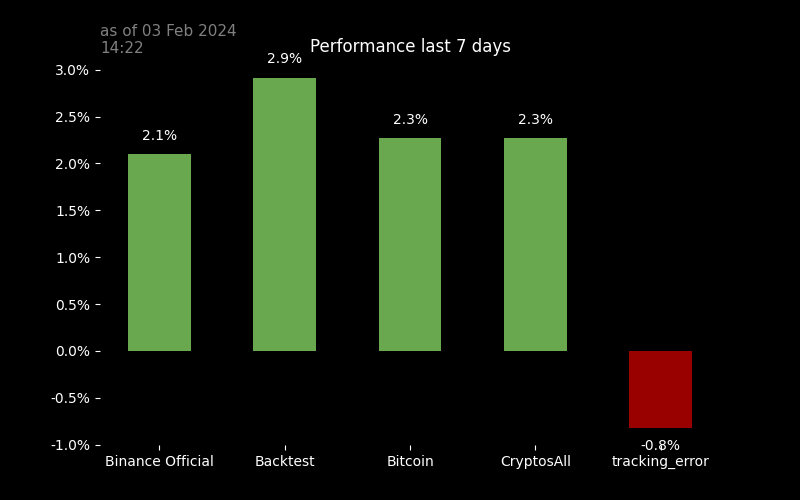 as of 03 Feb 2024
14:22
Performance last 7 days
3.0%
2.5%
2.0%
1.5%
1.0%
0.5%
0.0%
-0.5%
-1.0%
2.1%
2.9%
2.3%
2.3%
-0.8%
Binance Official
Backtest
Bitcoin
CryptosAll
tracking_error